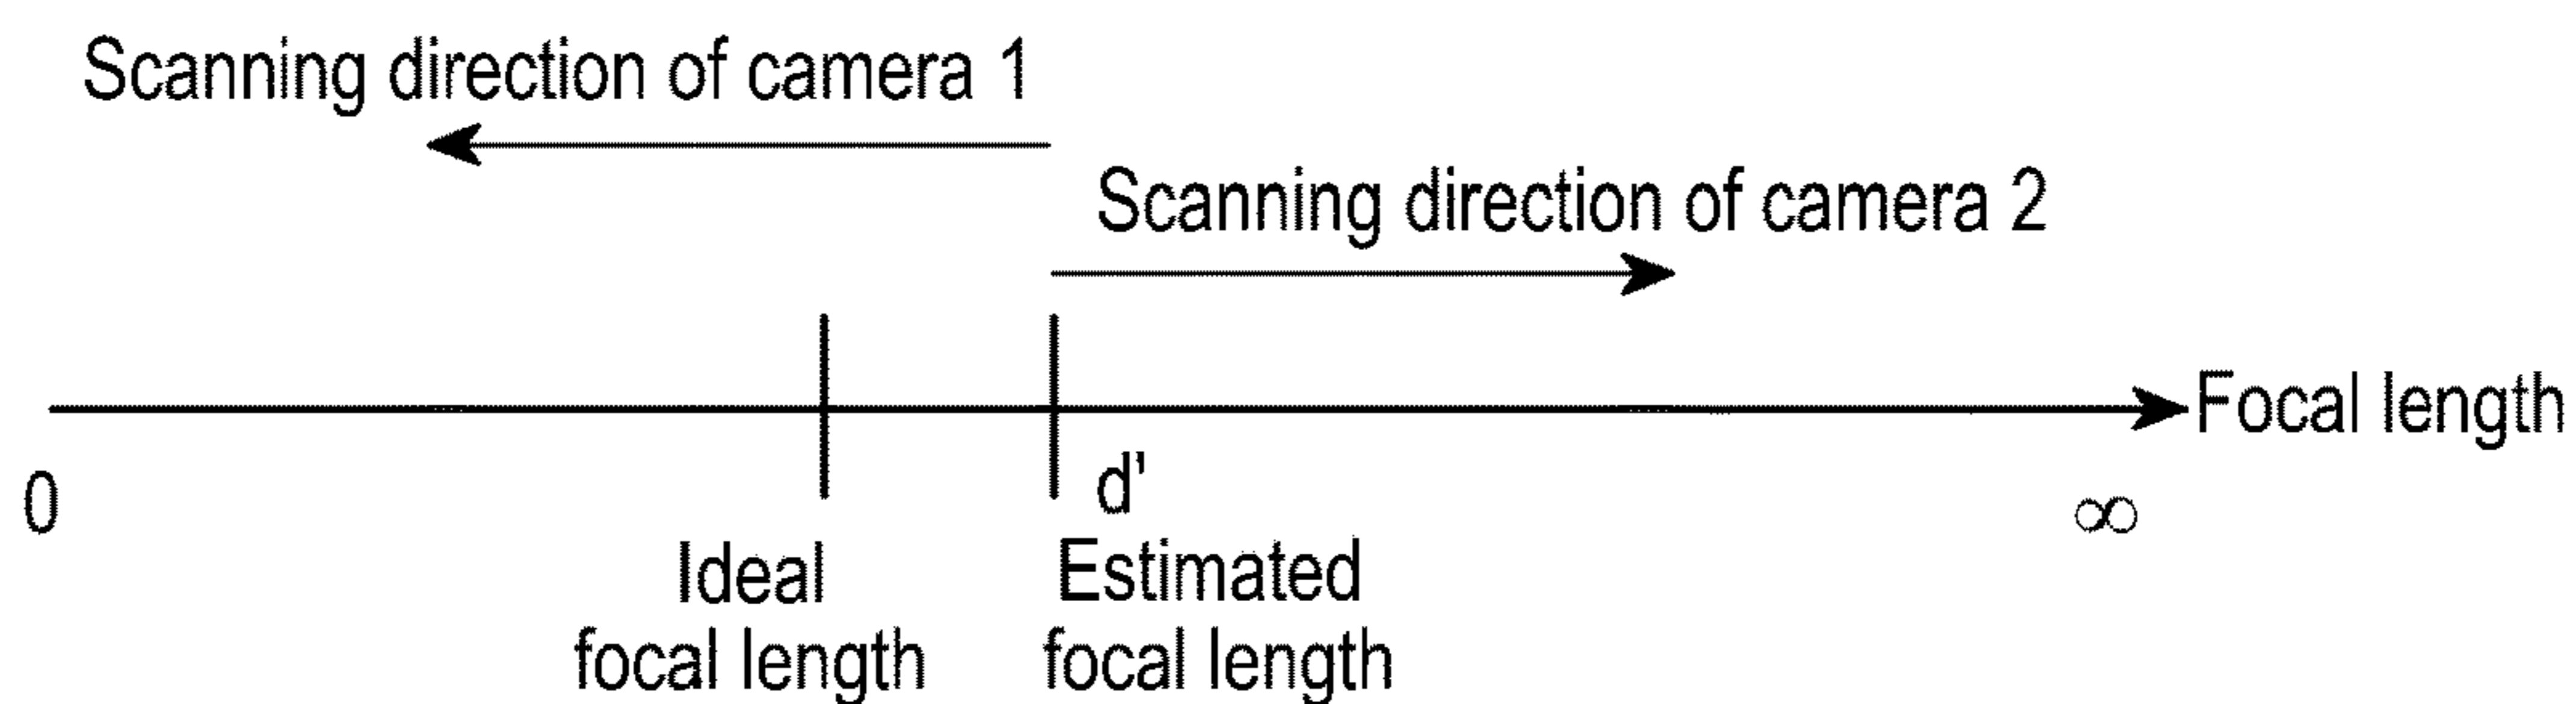 Scanning direction of camera 1
Scanning direction of camera 2
Focal length
0
d'
∞
Ideal
focal length
Estimated
focal length